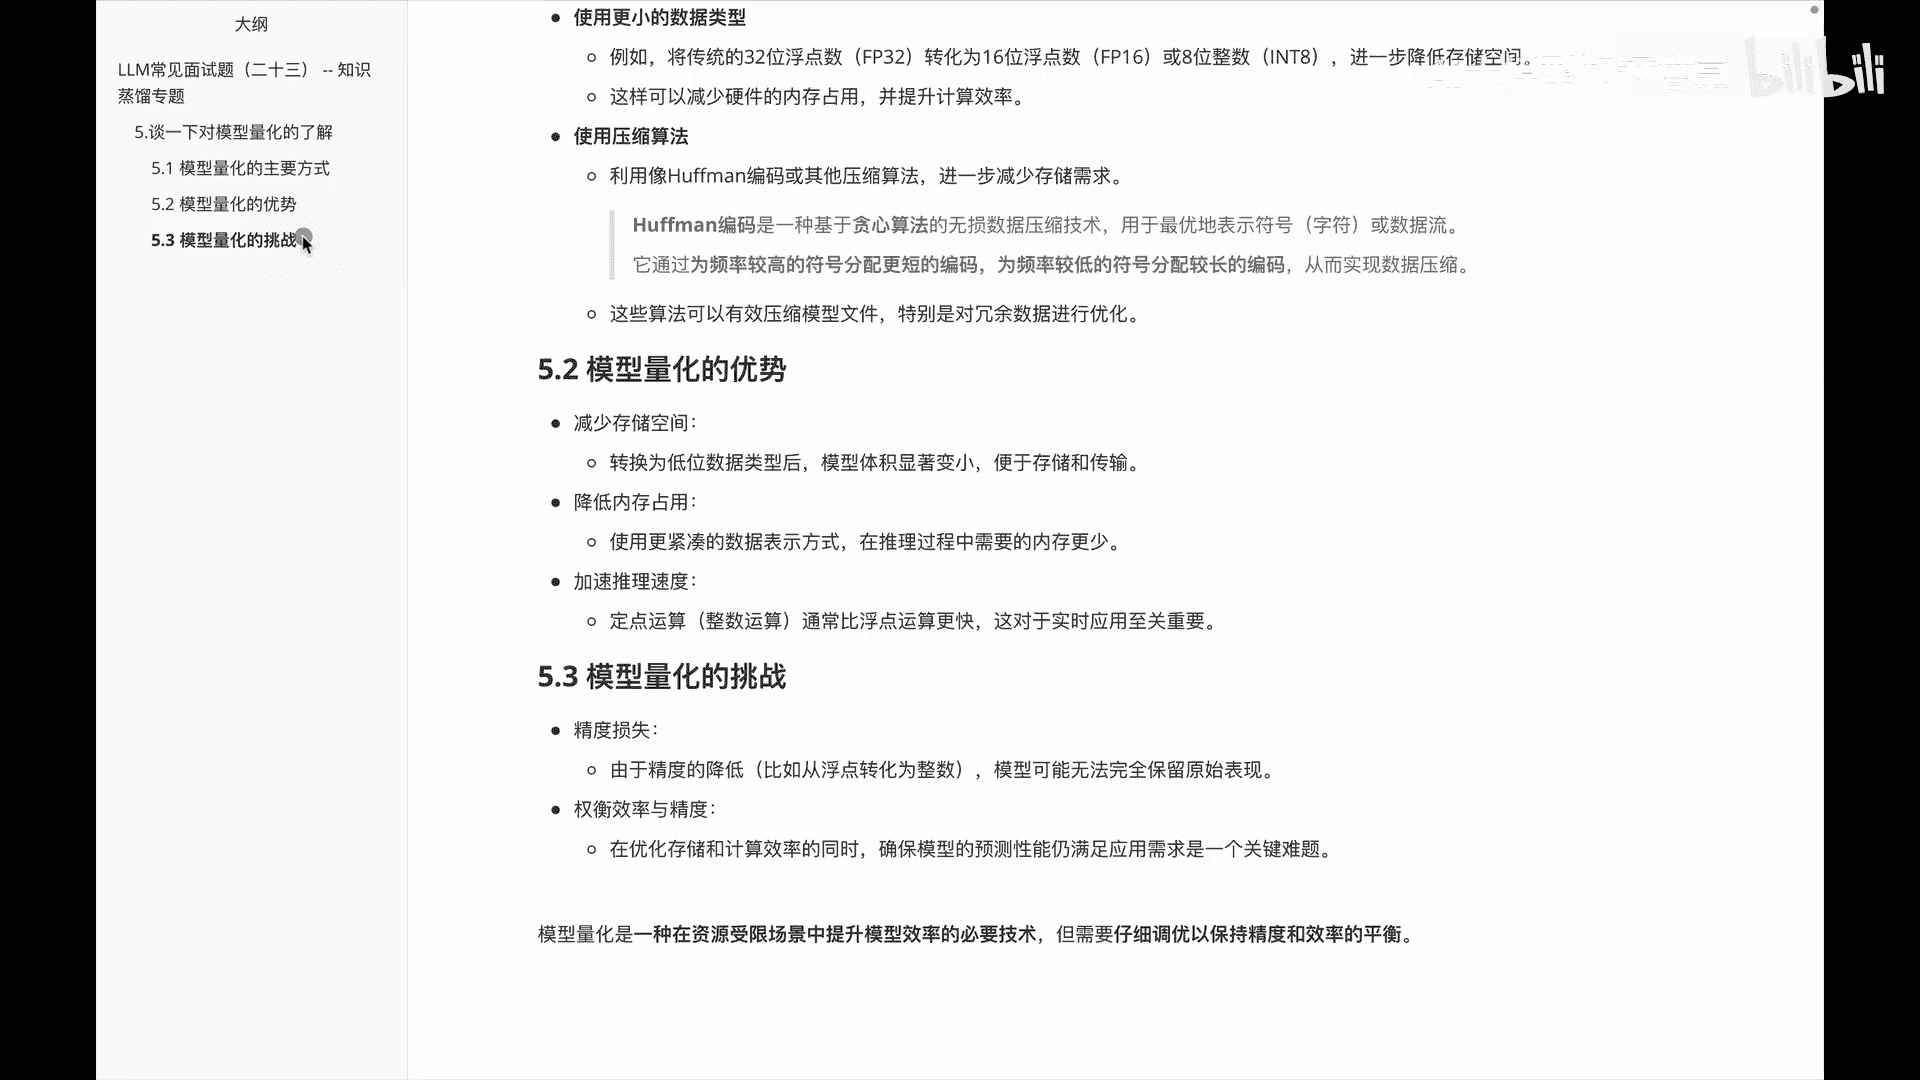 大纲
LLM常见面试题（二十三） -- 知识
蒸馏专题
5.谈一下对模型量化的了解
5.1 模型量化的主要方式
5.2 模型量化的优势
5.3 模型量化的挑战
使用更小的数据类型
例如，将传统的32位浮点数（FP32）转化为16位浮点数（FP16）或8位整数（INT8），进一步降低存储空间。
这样可以减少硬件的内存占用，并提升计算效率。
使用压缩算法
利用像Huffman编码或其他压缩算法，进一步减少存储需求。
Huffman编码是一种基于贪心算法的无损数据压缩技术，用于最优地表示符号（字符）或数据流。
它通过为频率较高的符号分配更短的编码，为频率较低的符号分配较长的编码，从而实现数据压缩。
这些算法可以有效压缩模型文件，特别是对冗余数据进行优化。
5.2 模型量化的优势
减少存储空间：
转换为低位数据类型后，模型体积显著变小，便于存储和传输。
降低内存占用：
使用更紧凑的数据表示方式，在推理过程中需要的内存更少。
加速推理速度：
定点运算（整数运算）通常比浮点运算更快，这对于实时应用至关重要。
5.3 模型量化的挑战
精度损失：
由于精度的降低（比如从浮点转化为整数），模型可能无法完全保留原始表现。
权衡效率与精度：
在优化存储和计算效率的同时，确保模型的预测性能仍满足应用需求是一个关键难题。
模型量化是一种在资源受限场景中提升模型效率的必要技术，但需要仔细调优以保持精度和效率的平衡。
bilibili